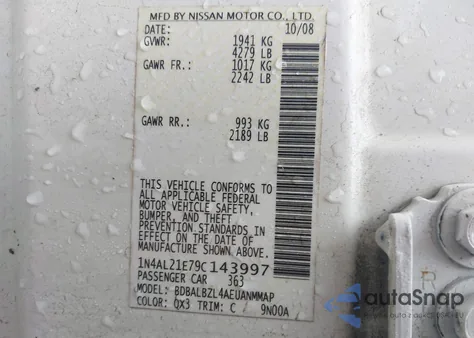 MFD BY NISSAN MOTOR CO., LTD.
DATE: 10/08
GVWR: 1941 KG
4279 LB
GAWR FR.: 1017 KG
2242 LB
GAWR RR.: 993 KG
2189 LB
THIS VEHICLE CONFORMS TO
ALL APPLICABLE FEDERAL
MOTOR VEHICLE SAFETY,
BUMPER, AND THEFT
PREVENTION STANDARDS IN
EFFECT ON THE DATE OF
MANUFACTURE SHOWN ABOVE.
1N4AL21E79C143997
PASSENGER CAR 363
MODEL: BDBALBZL4AEUANMMAP
COLOR: QX3 TRIM: C / 9N00A
autaSnap